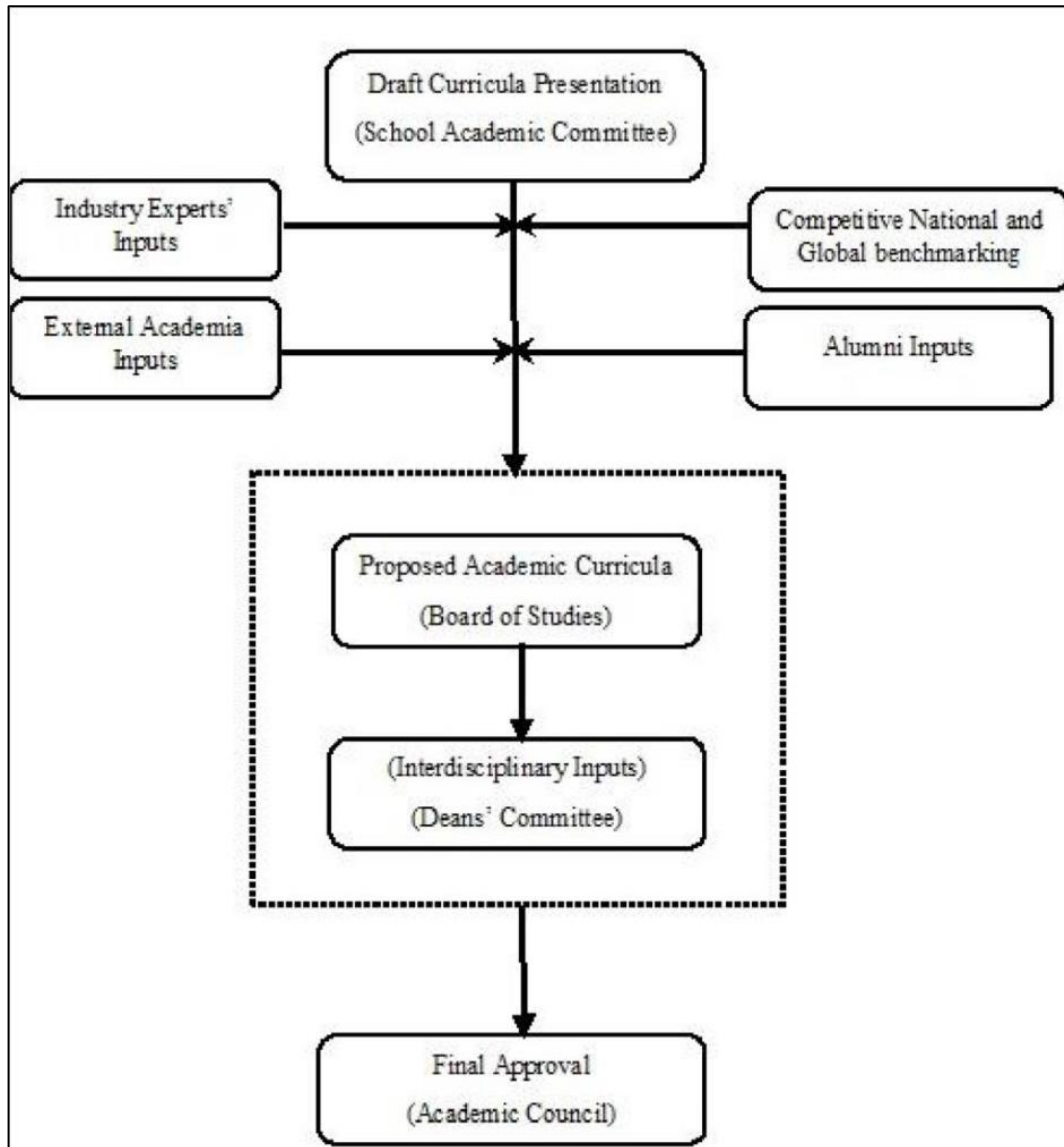 Draft Curricula Presentation
(School Academic Committee)
Industry Experts’
Inputs
Competitive National and
Global benchmarking
External Academia
Inputs
Alumni Inputs
Proposed Academic Curricula
(Board of Studies)
(Interdisciplinary Inputs)
(Deans’ Committee)
Final Approval
(Academic Council)